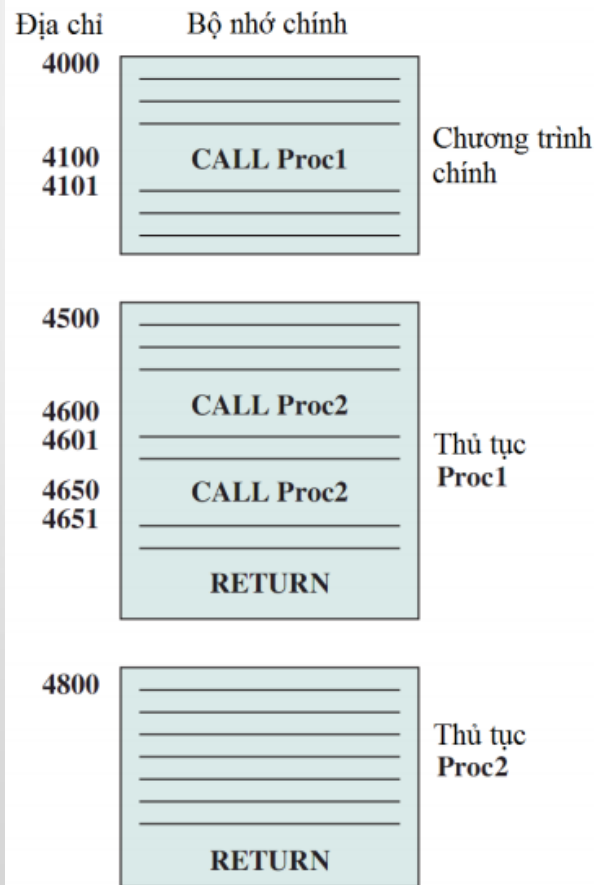 Địa chỉ Bộ nhớ chính
4000
4100 CALL Proc1
4101
Chương trình
chính
4500
4600 CALL Proc2
4601
4650 CALL Proc2
4651
Thủ tục
Proc1
RETURN
4800
Thủ tục
Proc2
RETURN